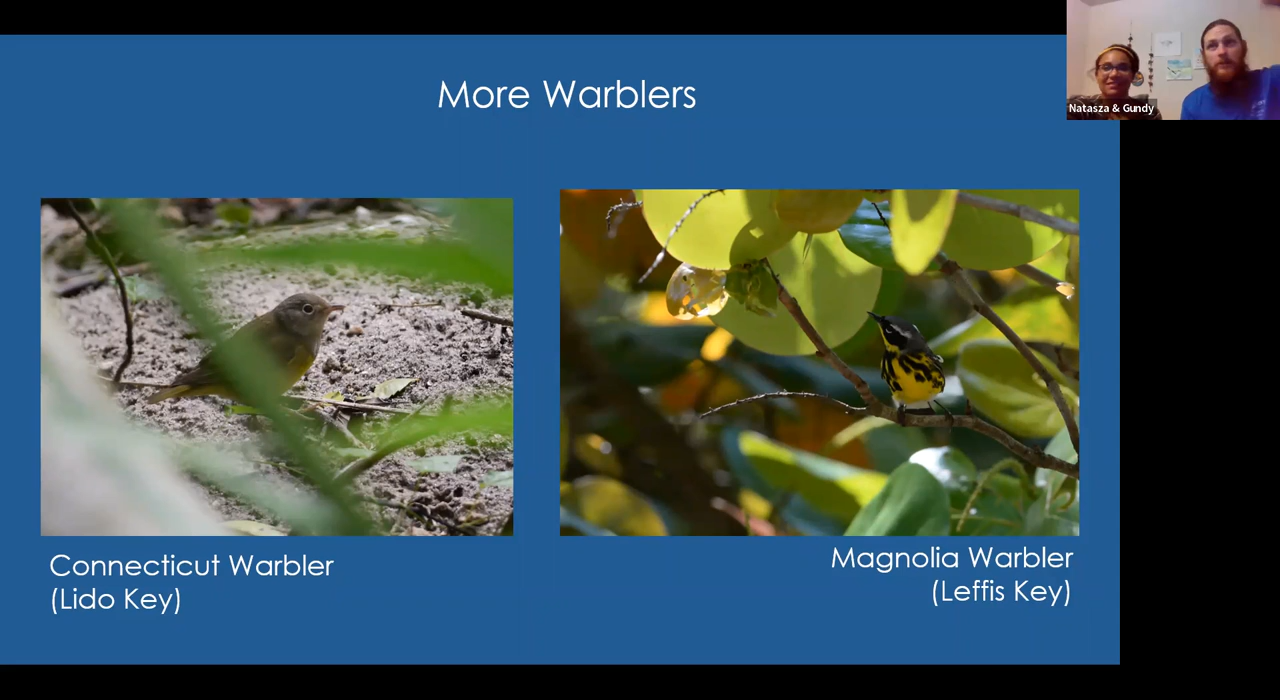 More Warblers
Natasza & Gundy
Connecticut Warbler
(Lido Key)
Magnolia Warbler
(Leffis Key)